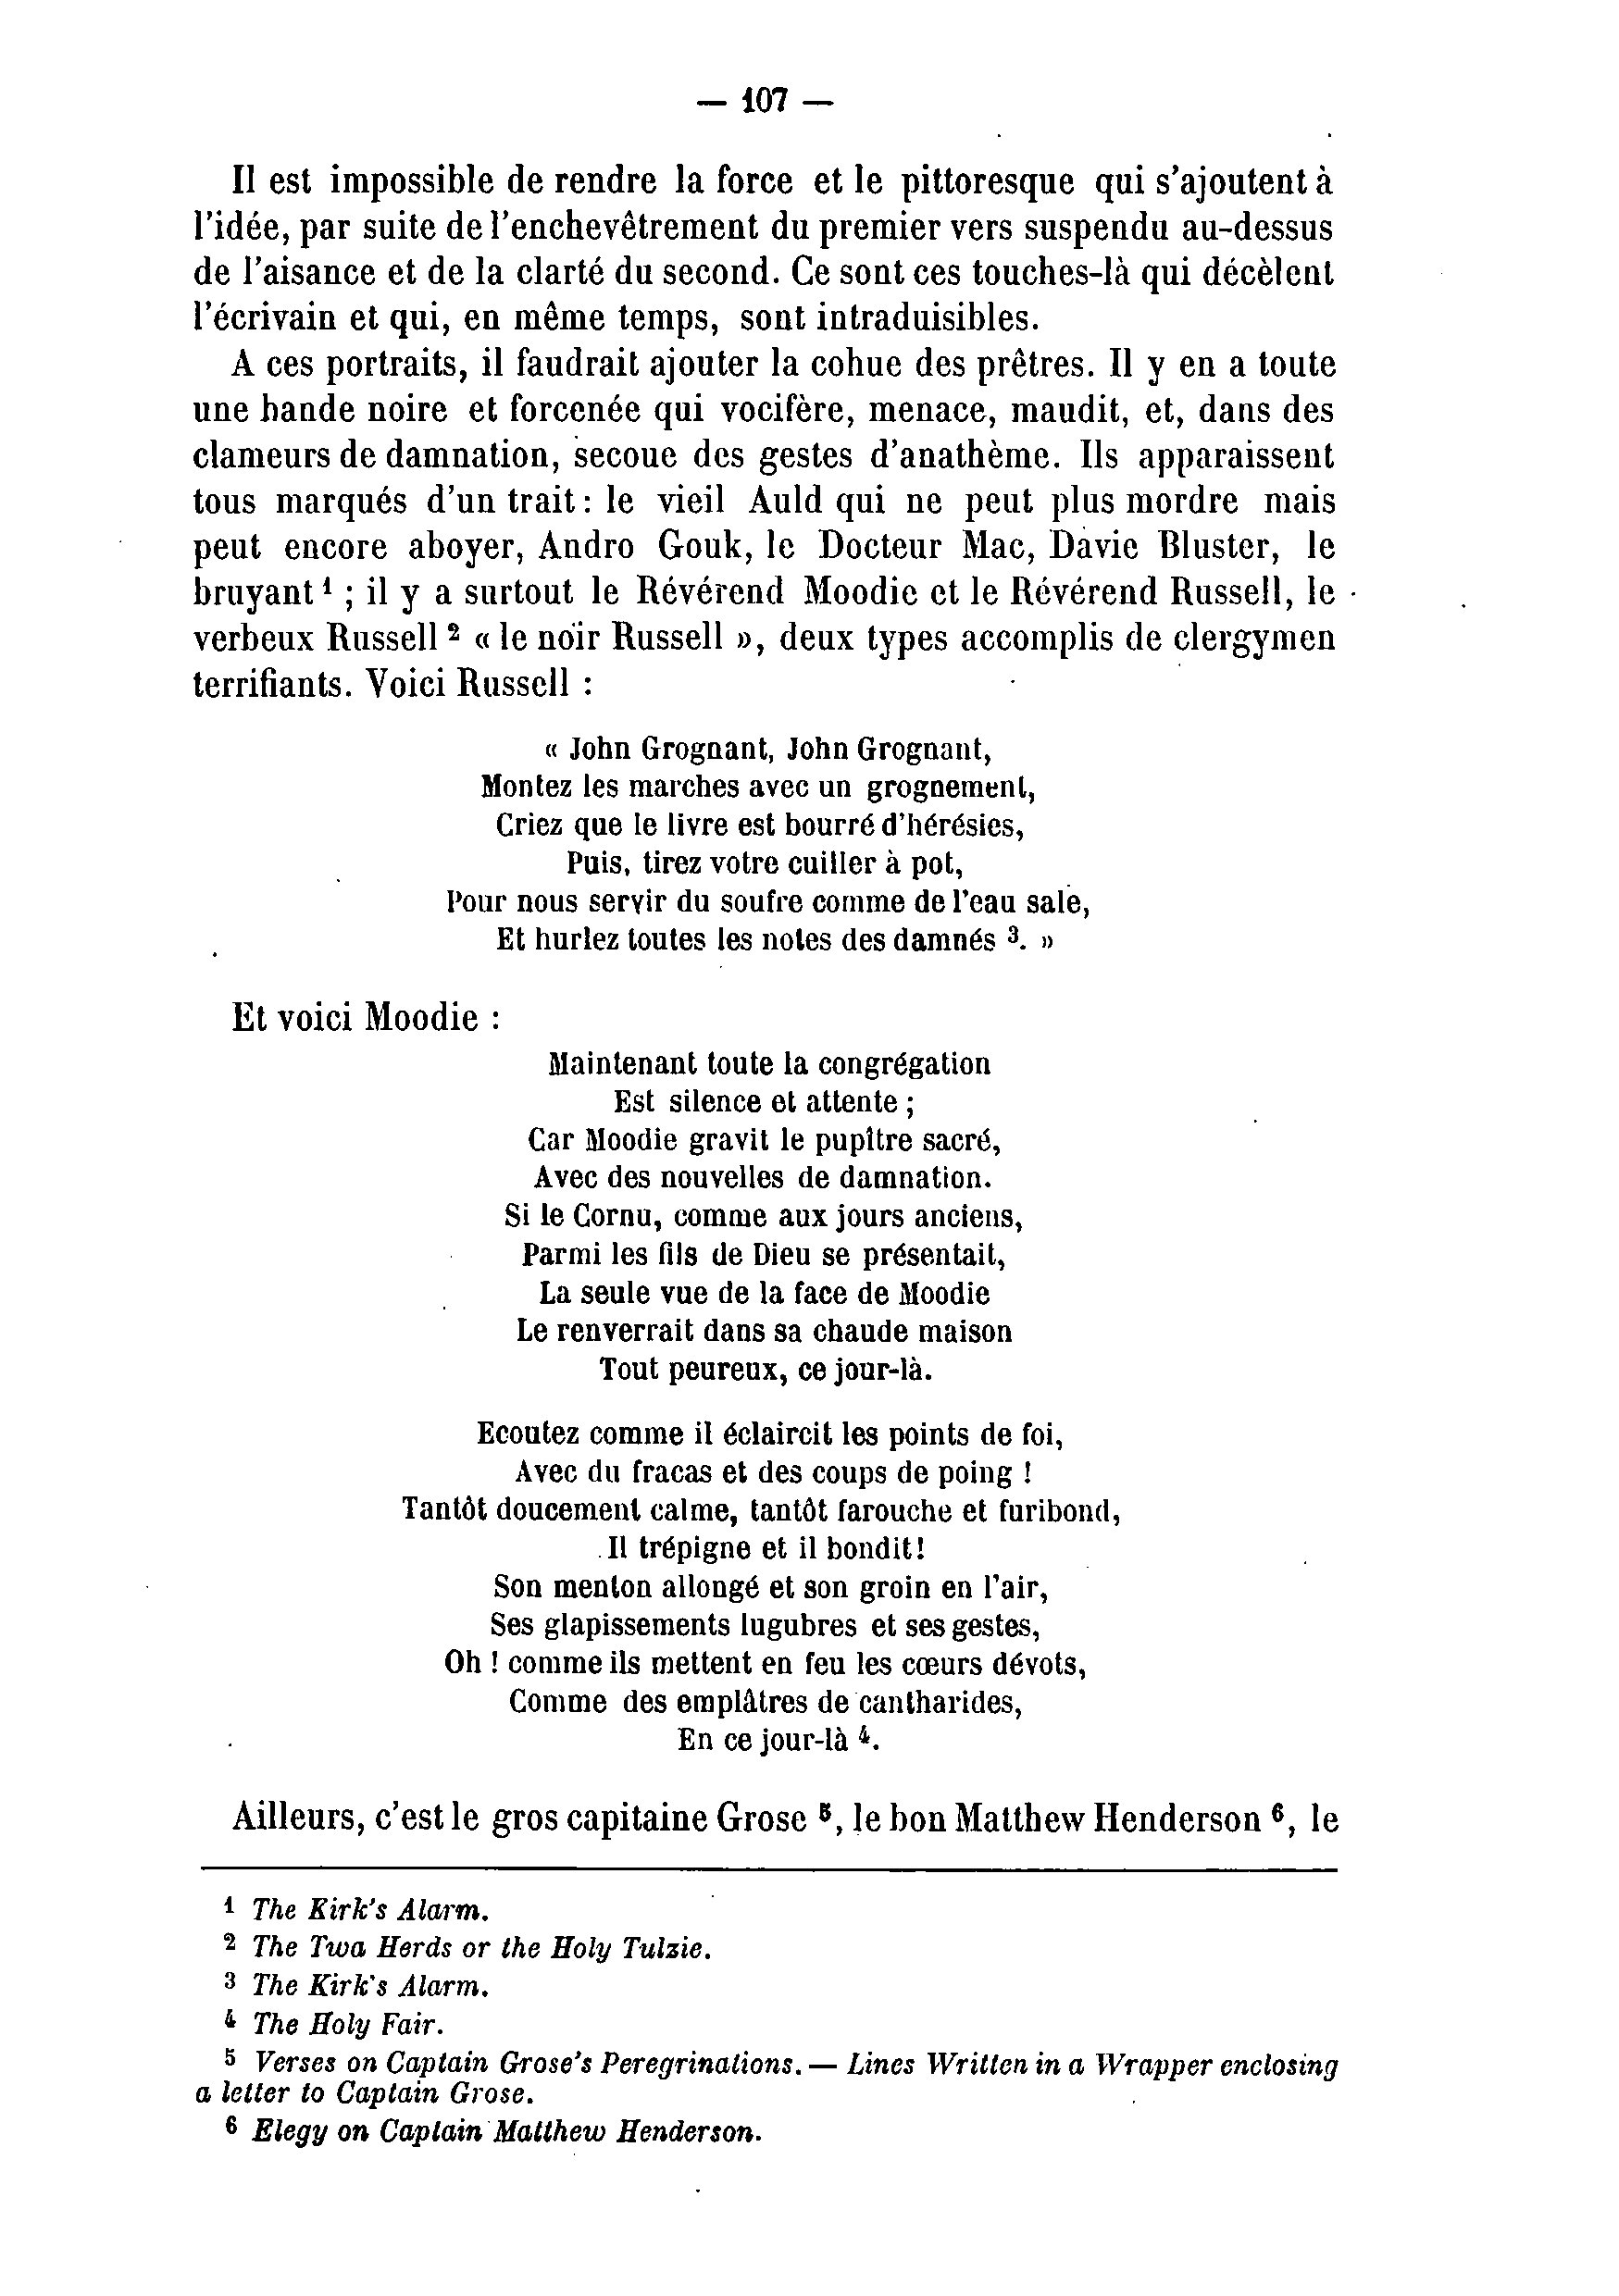 — 107 —
Il est impossible de rendre la force et le pittoresque qui s'ajoutent à
l'idée, par suite de l'enchevêtrement du premier vers suspendu au-dessus
de l'aisance et de la clarté du second. Ce sont ces touches-là qui décèlent
l'écrivain et qui, en même temps, sont intraduisibles.
A ces portraits, il faudrait ajouter la cohue des prêtres. Il y en a toute
une bande noire et forcenée qui vocifère, menace, maudit, et, dans des
clameurs de damnation, secoue des gestes d'anathème. Ils apparaissent
tous marqués d'un trait : le vieil Auld qui ne peut plus mordre mais
peut encore aboyer, Andro Gouk, le Docteur Mac, Davie Bluster, le
bruyant ¹ ; il y a surtout le Révérend Moodie et le Révérend Russell, le
verbeux Russell ² « le noir Russell », deux types accomplis de clergymen
terrifiants. Voici Russell :
« John Grognant, John Grognant,
Montez les marches avec un grognement,
Criez que le livre est bourré d'hérésies,
Puis, tirez votre cuiller à pot,
Pour nous servir du soufre comme de l'eau sale,
Et hurlez toutes les notes des damnés ³. »
Et voici Moodie :
Maintenant toute la congrégation
Est silence et attente ;
Car Moodie gravit le pupître sacré,
Avec des nouvelles de damnation.
Si le Cornu, comme aux jours anciens,
Parmi les fils de Dieu se présentait,
La seule vue de la face de Moodie
Le renverrait dans sa chaude maison
Tout peureux, ce jour-là.
Ecoutez comme il éclaircit les points de foi,
Avec du fracas et des coups de poing !
Tantôt doucement calme, tantôt farouche et furibond,
Il trépigne et il bondit !
Son menton allongé et son groin en l'air,
Ses glapissements lugubres et ses gestes,
Oh ! comme ils mettent en feu les cœurs dévots,
Comme des emplâtres de cantharides,
En ce jour-là ⁴.
Ailleurs, c'est le gros capitaine Grose ⁵, le bon Matthew Henderson ⁶, le
¹ The Kirk's Alarm.
² The Twa Herds or the Holy Tulzie.
³ The Kirk's Alarm.
⁴ The Holy Fair.
⁵ Verses on Captain Grose's Peregrinations. — Lines Written in a Wrapper enclosing
a letter to Captain Grose.
⁶ Elegy on Captain Matthew Henderson.